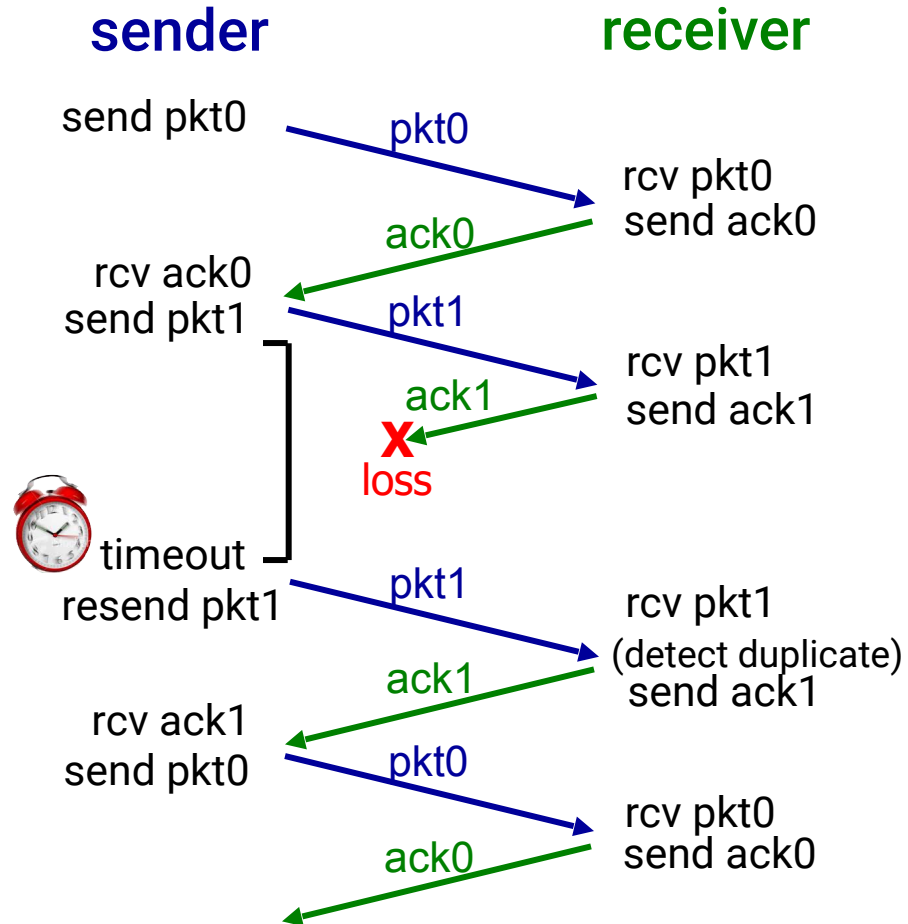 sender
receiver
send pkt0
pkt0
rcv pkt0
send ack0
ack0
rcv ack0
send pkt1
pkt1
rcv pkt1
send ack1
ack1
X
loss
timeout
resend pkt1
pkt1
rcv pkt1
(detect duplicate)
send ack1
ack1
rcv ack1
send pkt0
pkt0
rcv pkt0
send ack0
ack0